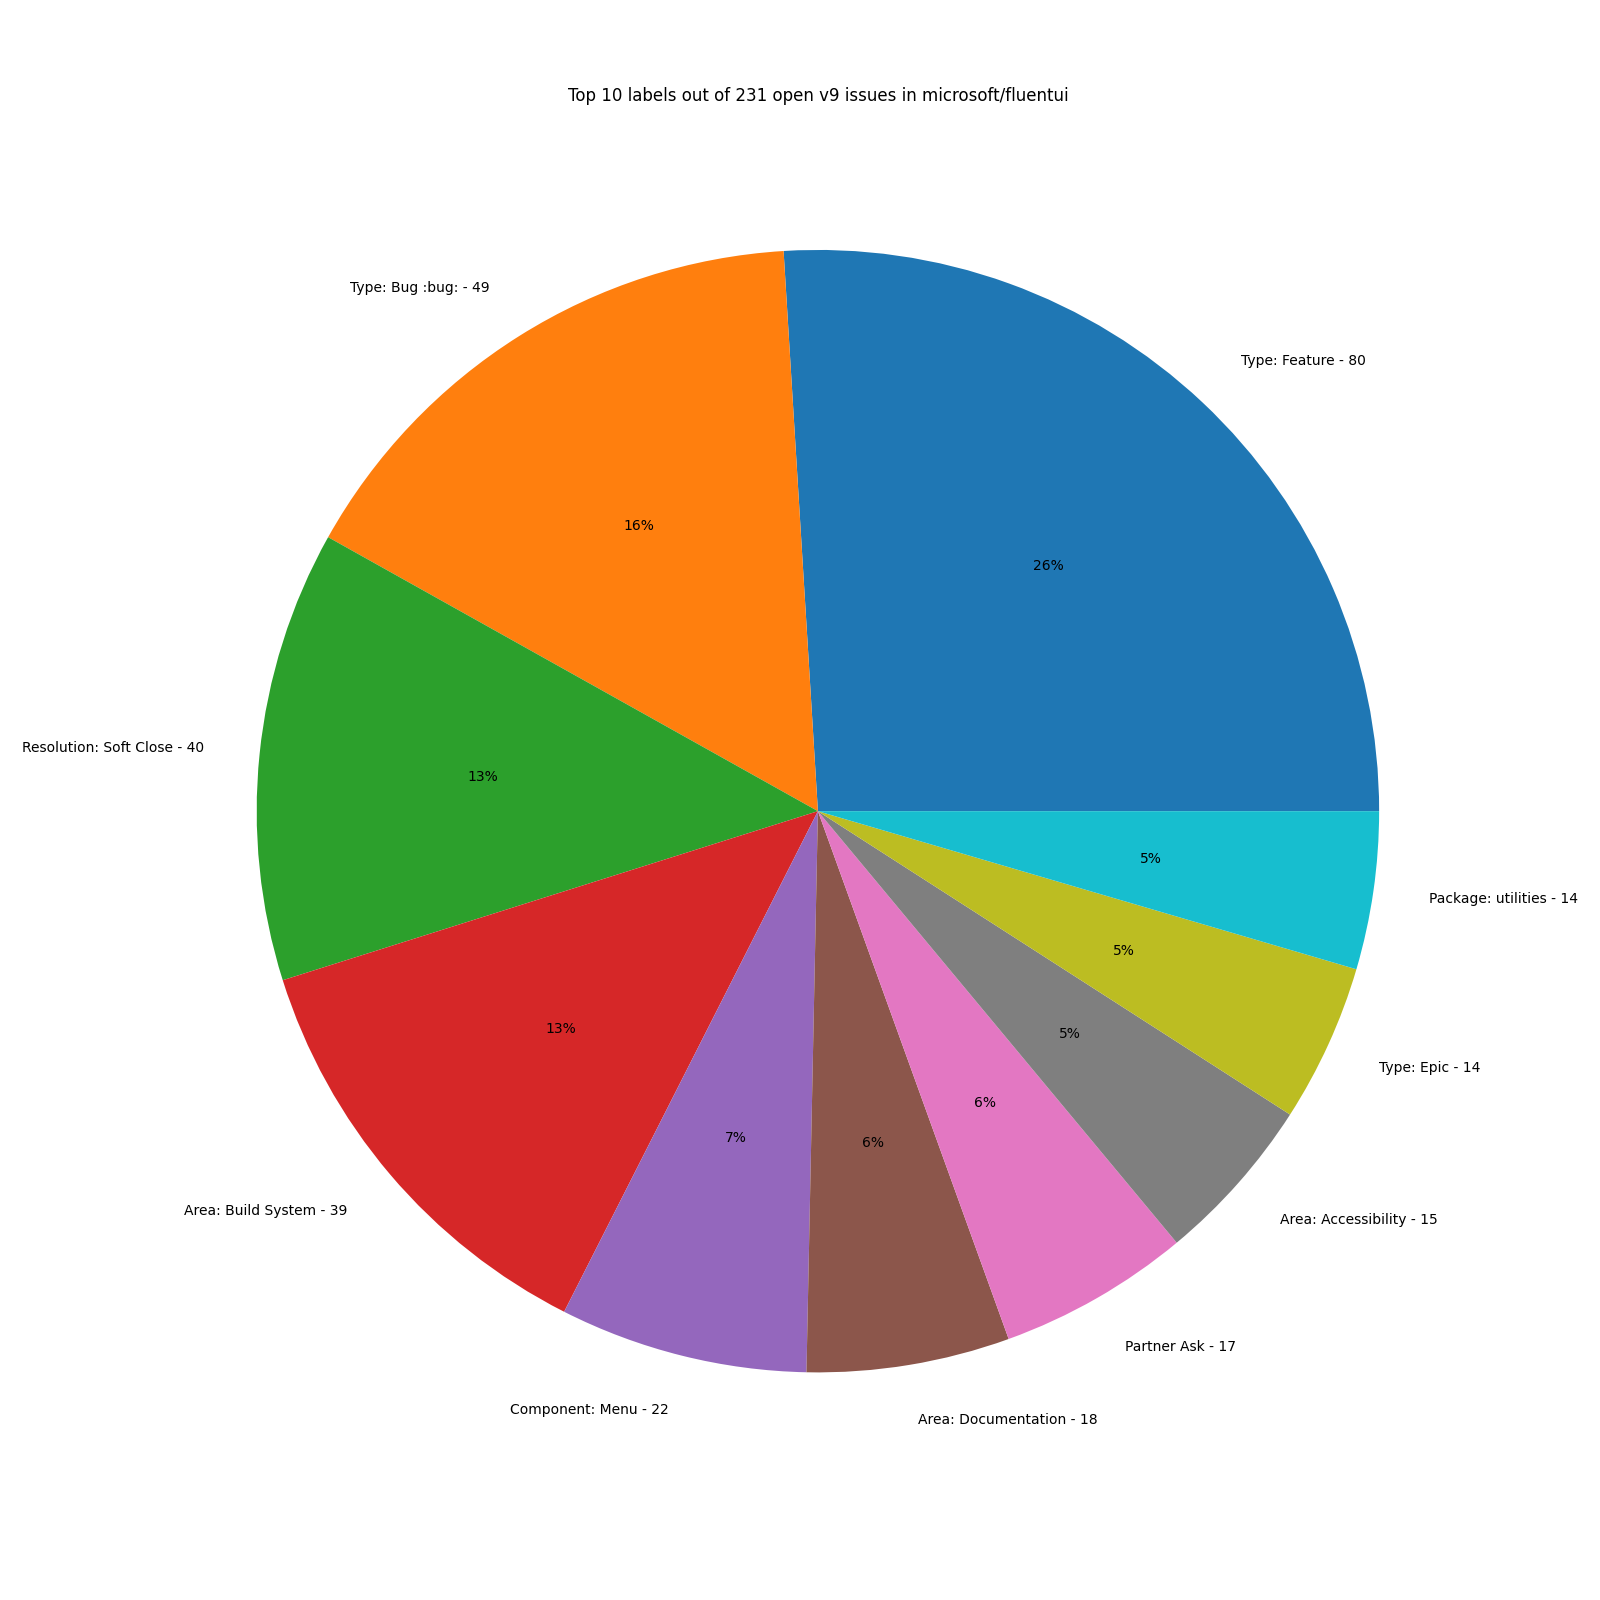 Top 10 labels out of 231 open v9 issues in microsoft/fluentui
Type: Bug :bug: - 49
Type: Feature - 80
16%
26%
Resolution: Soft Close - 40
13%
5%
Package: utilities - 14
5%
13%
5%
Type: Epic - 14
6%
7%
6%
Area: Build System - 39
Area: Accessibility - 15
Partner Ask - 17
Component: Menu - 22
Area: Documentation - 18